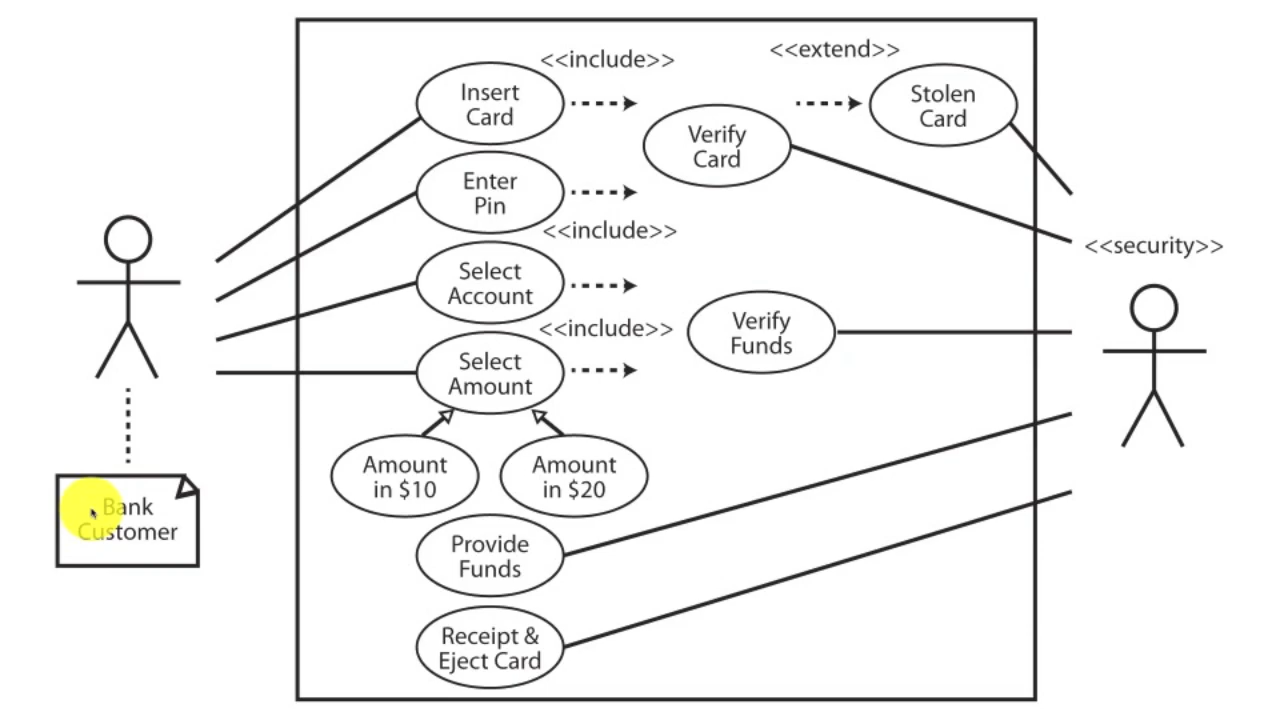 <<include>>
<<extend>>
Insert
Card
Stolen
Card
Verify
Card
Enter
Pin
<<include>>
<<security>>
Select
Account
<<include>>
Verify
Funds
Select
Amount
Amount
in $10
Amount
in $20
Bank
Customer
Provide
Funds
Receipt &
Eject Card